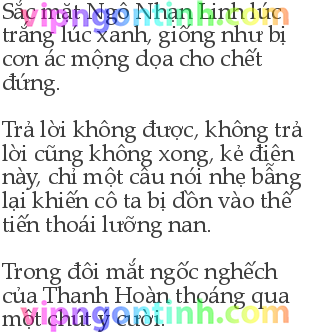 Sắc mặt Ngô Nhân Linh lúc
trắng lúc xanh, giống như bị
cơn ác mộng dọa cho chết
đứng.
Trả lời không được, không trả
lời cũng không xong, kẻ điên
này, chỉ một câu nói nhẹ bẫng
lại khiến cô ta bị dồn vào thế
tiến thoái lưỡng nan.
Trong đôi mắt ngốc nghếch
của Thanh Hoàn thoáng qua
một chút ý cười.
vipngontinh.com
vipngontinh.com